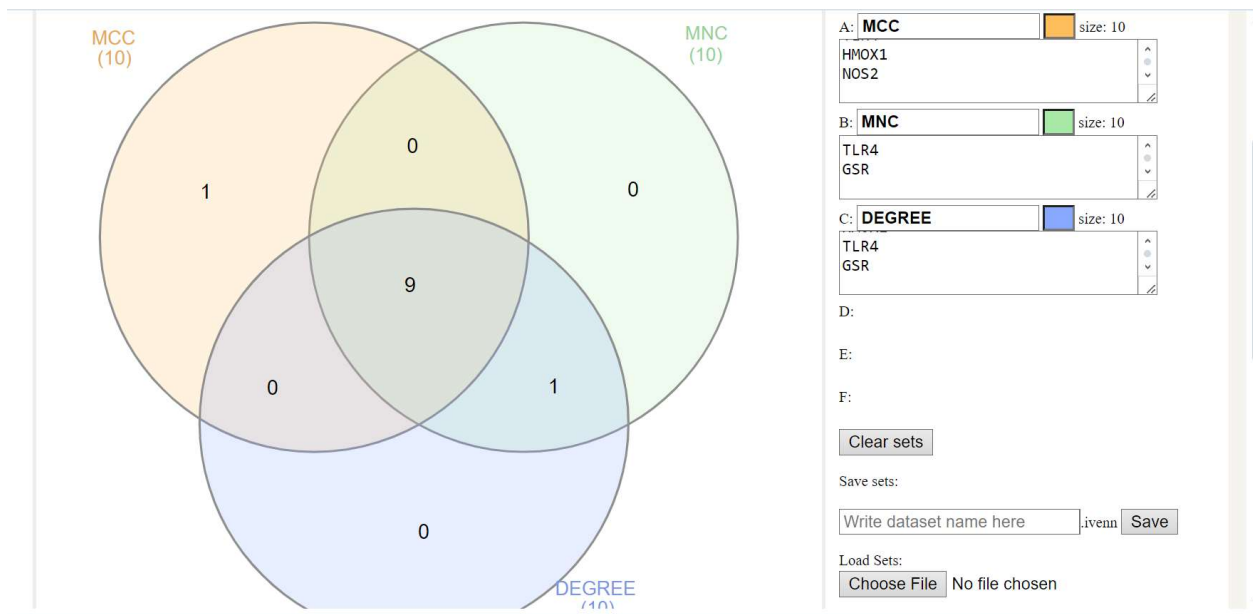 MCC
(10)
MNC
(10)
0
1
0
9
0
1
0
DEGREE
(10)
A: MCC size: 10
HMOX1
NOS2
B: MNC size: 10
TLR4
GSR
C: DEGREE size: 10
TLR4
GSR
D:
E:
F:
Clear sets
Save sets:
Write dataset name here .ivenn Save
Load Sets:
Choose File No file chosen